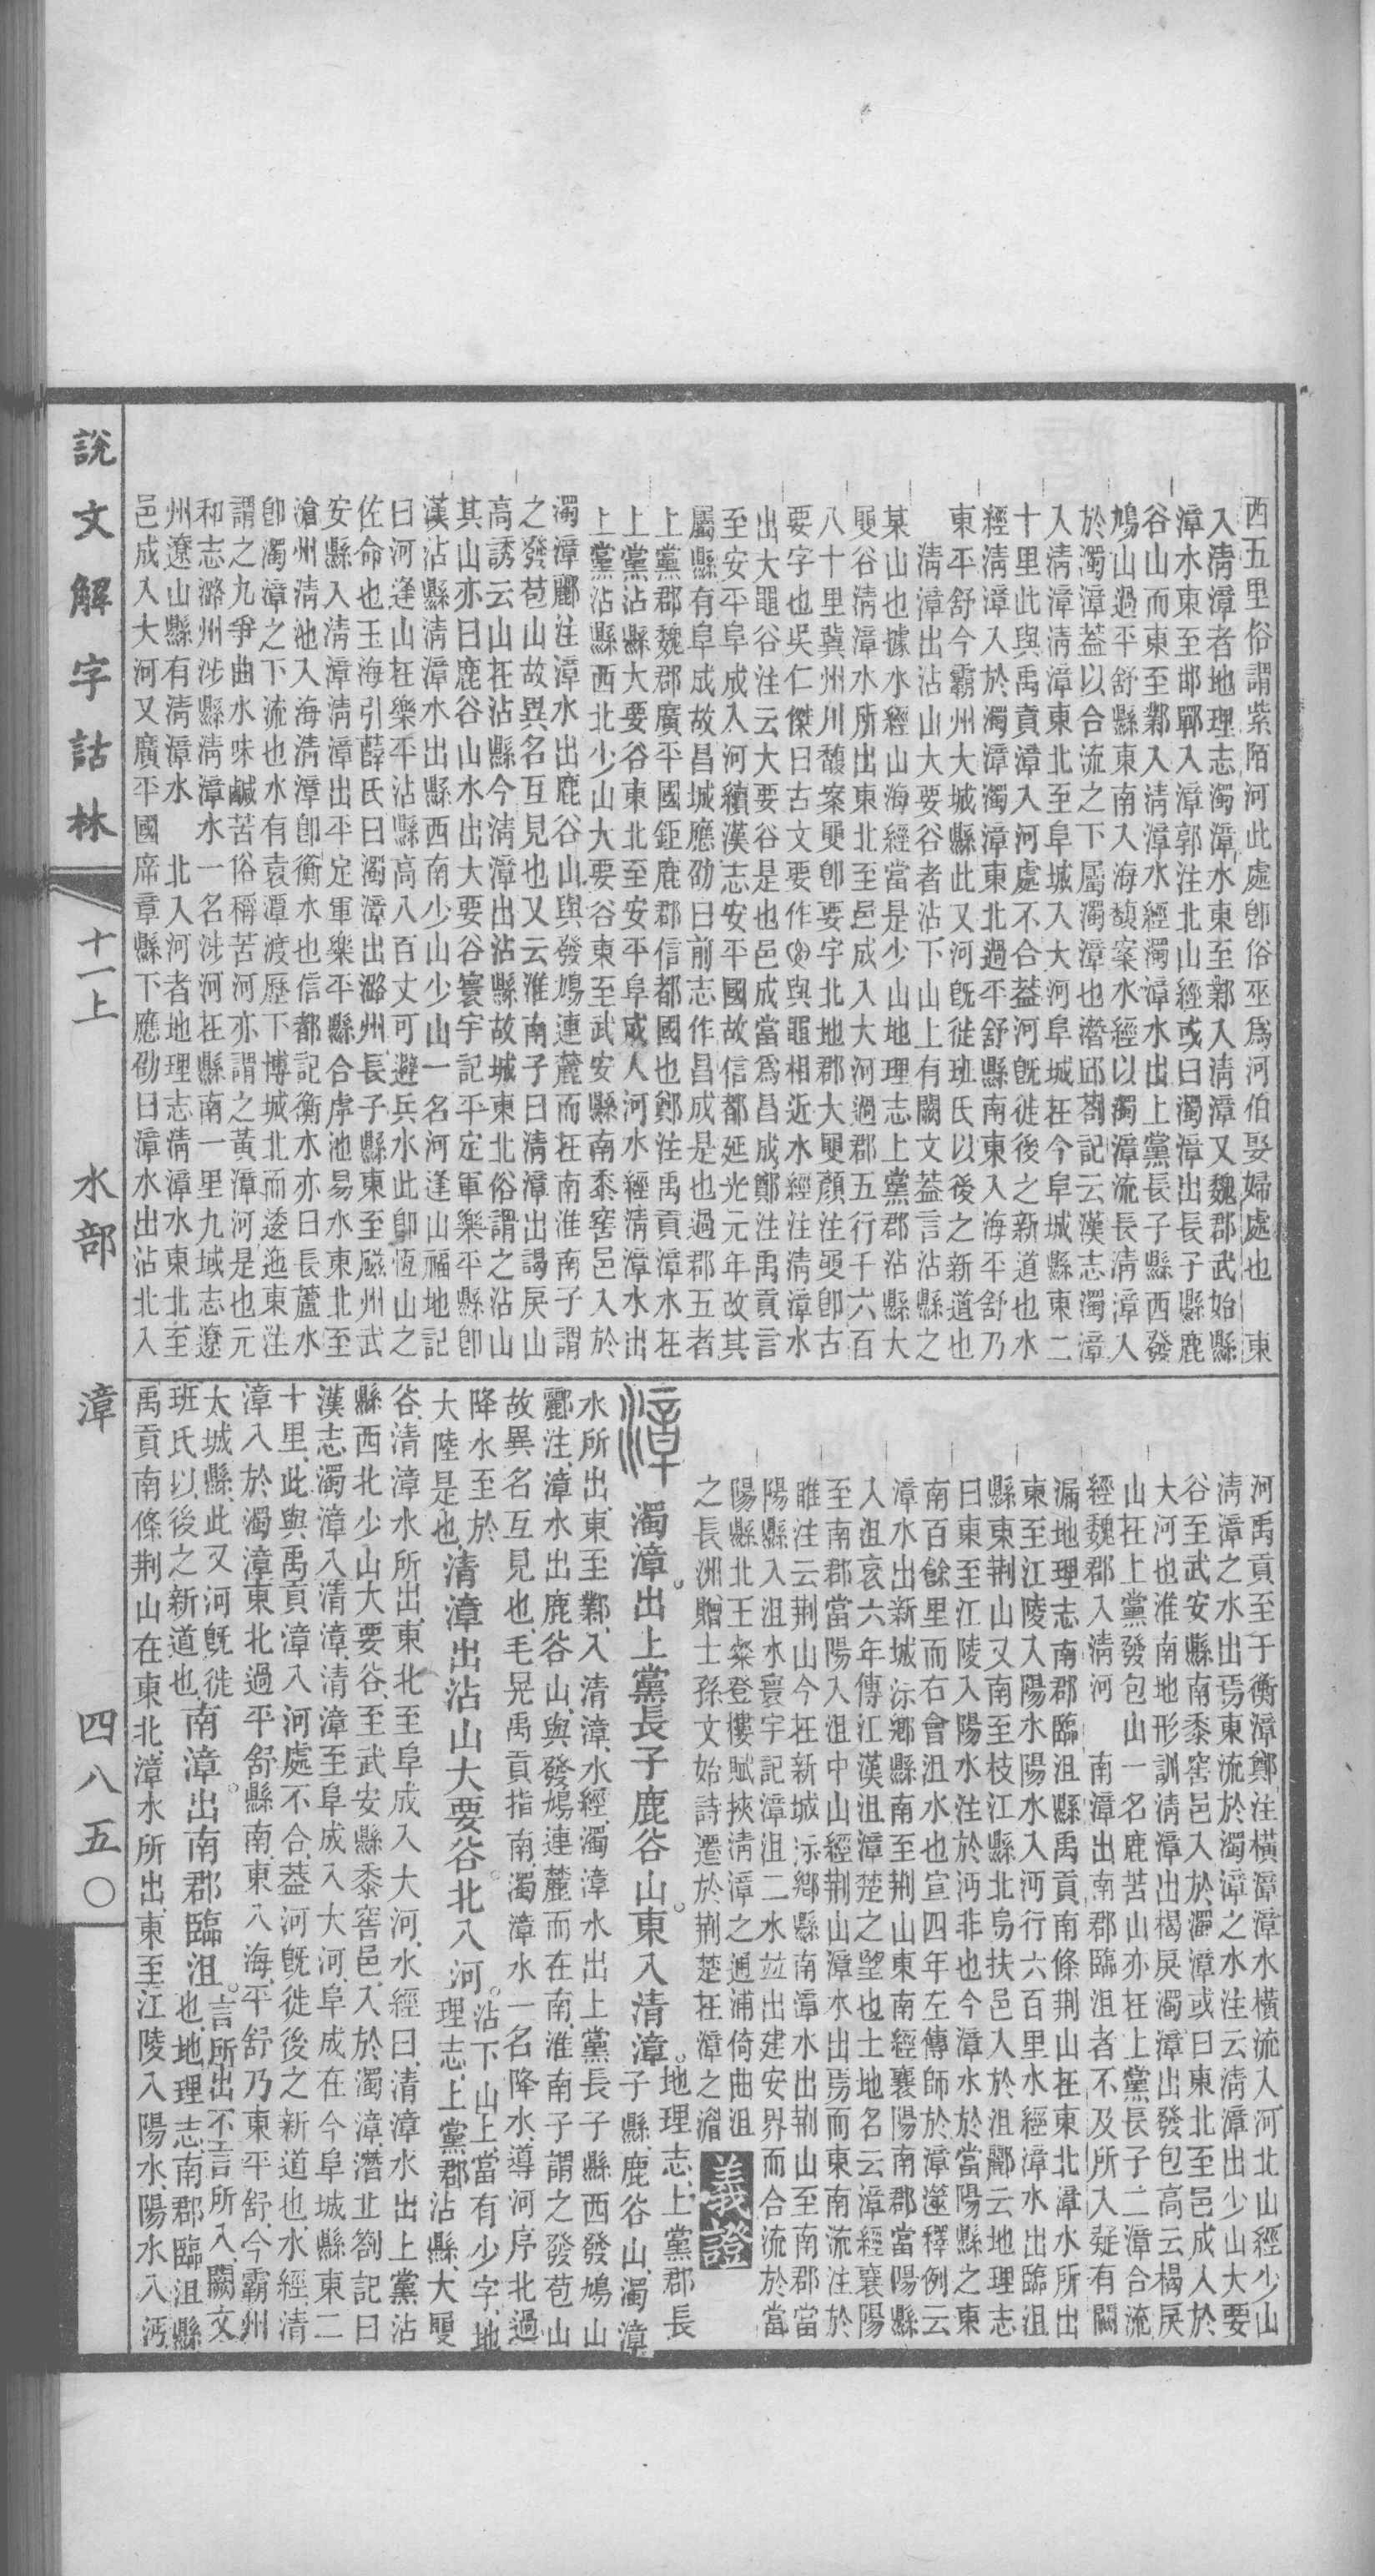 西五里俗謂紫陌河此處卽俗巫爲河伯娶婦處也　東
入淸漳者地理志濁漳水東至鄴入淸漳又魏郡武始縣
漳水東至邯鄲入漳郭注北山經或曰濁漳出長子縣鹿
谷山而東至鄴入淸漳水經濁漳水出上黨長子縣西發
鳩山過平舒縣東南入海馥案水經以濁漳流長淸漳入
於濁漳葢以合流之下屬濁漳也潛邱劄記云漢志濁漳
入淸漳淸漳東北至阜城入大河阜城在今阜城縣東二
十里此與禹貢漳入河處不合葢河旣徙後之新道也水
經淸漳入於濁漳濁漳東北過平舒縣南東入海平舒乃
東平舒今霸州大城縣此又河旣徙班氏以後之新道也
淸漳出沾山大要谷者沾下山上有闕文葢言沾縣之
某山也據水經山海經當是少山地理志上黨郡沾縣大
㚇谷淸漳水所出東北至邑成入大河過郡五行千六百
八十里冀州川馥案㚇卽要字北地郡大㚇顏注㚇卽古
要字也吳仁傑曰古文要作與黽相近水經注淸漳水
出大黽谷注云大要谷是也邑成當爲昌成鄭注禹貢言
至安平阜成入河續漢志安平國故信都延光元年改其
屬縣有阜成故昌城應劭曰前志作昌成是也過郡五者
上黨郡魏郡廣平國鉅鹿郡信都國也鄭注禹貢漳水在
上黨沾縣大要谷東北至安平阜成入河水經淸漳水出
上黨沾縣西北少山大要谷東至武安縣南黍窖邑入於
濁漳酈注漳水出鹿谷山與發鳩連麓而在南淮南子謂
之發苞山故異名互見也又云淮南子曰淸漳出謁戾山
高誘云山在沾縣今淸漳出沾縣故城東北俗謂之沾山
其山亦曰鹿谷山水出大要谷寰宇記平定軍樂平縣卽
漢沾縣淸漳水出縣西南少山少山一名河逢山福地記
曰河逢山在樂平沾縣高八百丈可避兵水此卽恆山之
佐命也玉海引薛氏曰濁漳出潞州長子縣東至磁州武
安縣入淸漳淸漳出平定軍樂平縣合虖池易水東北至
滄州淸池入海淸漳卽衡水也信都記衡水亦曰長蘆水
卽濁漳之下流也水有袁潭渡歷下博城北而逶迤東注
謂之九爭曲水味鹹苦俗稱苦河亦謂之黃漳河是也元
和志潞州涉縣淸漳水一名涉河在縣南一里九域志遼
州遼山縣有淸漳水　北入河者地理志淸漳水東北至
邑成入大河又廣平國㡾章縣下應劭曰漳水出沾北入
河禹貢至于衡漳鄭注橫漳漳水橫流入河北山經少山
淸漳之水出焉東流於濁漳之水注云淸漳出少山大要
谷至武安縣南黍窖邑入於濁漳或曰東北至邑成入於
大河也淮南地形訓淸漳出楬戾濁漳出發包高云楬戾
山在上黨發包山一名鹿苦山亦在上黨長子二漳合流
經魏郡入淸河　南漳出南郡臨沮者不及所入疑有闕
漏地理志南郡臨沮縣禹貢南條荆山在東北漳水所出
東至江陵入陽水陽水入沔行六百里水經漳水出臨沮
縣東荆山又南至枝江縣北烏扶邑入於沮酈云地理志
曰東至江陵入陽水注於沔非也今漳水於當陽縣之東
南百餘里而右會沮水也宣四年左傳師於漳澨釋例云
漳水出新城沶鄉縣南至荆山東南經襄陽南郡當陽縣
入沮哀六年傳江漢沮漳楚之望也土地名云漳經襄陽
至南郡當陽入沮中山經荆山漳水出焉而東南流注於
睢注云荆山今在新城沶鄉縣南漳水出荆山至南郡當
陽縣入沮水寰宇記漳沮二水竝出建安界而合流於當
陽縣北王粲登樓賦挾淸漳之通浦倚曲沮
之長洲贈士孫文始詩遷於荆楚在漳之湄　義證
漳　濁漳。出上黨長子鹿谷山。東入清漳。地理志、上黨郡長子縣、鹿谷山、濁漳
水所出、東至鄴、入清漳、水經、濁漳水出上黨長子縣西發鳩山
酈注、漳水出鹿谷山、與發鳩連麓而在南、淮南子謂之發苞山
故異名互見也、毛晃禹貢指南、濁漳水一名降水、導河、序、北過
降水、至於大陸是也、清漳出沾山大要谷。北入河。沾下、山上、當有少字、地理志、上黨郡沾縣、大㚇
谷、清漳水所出、東北至阜成入大河、水經曰、清漳水出上黨沾
縣西北少山大要谷、至武安縣黍窖邑、入於濁漳、潛丘劄記曰
漢志濁漳入清漳、清漳至阜成入大河、阜成在今阜城縣東二
十里、此與禹貢漳入河處不合、葢河旣徙後之新道也、水經、清
漳入於濁漳東北過平舒縣南、東入海、平舒乃東平舒、今霸州
大城縣、此又河旣徙、班氏以後之新道也、南漳。出南郡臨沮。言所出不言所入、闕文也、地理志、南郡臨沮縣
禹貢南條荆山在東北、漳水所出、東至江陵入陽水、陽水入沔
說文解字詁林　十一上　水部　漳　四八五〇